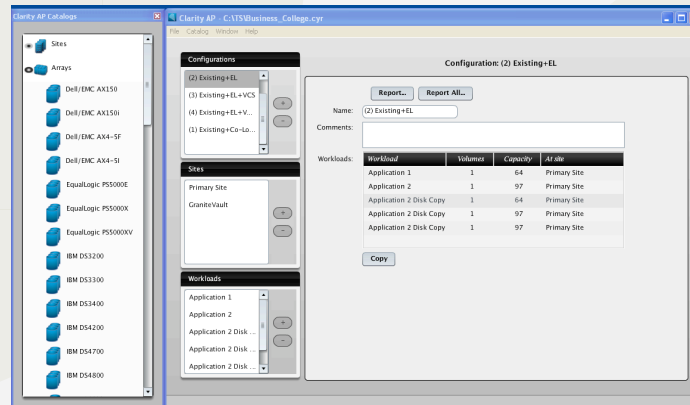 Clarity AP Catalogs
Sites
Arrays
Dell/EMC AX150
Dell/EMC AX150i
Dell/EMC AX4-5F
Dell/EMC AX4-5I
EqualLogic PS5000E
EqualLogic PS5000X
EqualLogic PS5000XV
IBM DS3200
IBM DS3300
IBM DS3400
IBM DS4200
IBM DS4700
IBM DS4800
Clarity AP - C:\TS\Business_College.cyr
File Catalog Window Help
Configurations
(2) Existing+EL
(3) Existing+EL+VCS
(4) Existing+EL+V...
(1) Existing+Co-Lo...
+
-
Sites
Primary Site
GraniteVault
+
-
Workloads
Application 1
Application 2
Application 2 Disk ...
Application 2 Disk ...
Application 2 Disk ...
+
-
Configuration: (2) Existing+EL
Report... Report All...
Name: (2) Existing+EL
Comments:
Workloads: Workload Volumes Capacity At site
Application 1 1 64 Primary Site
Application 2 1 97 Primary Site
Application 2 Disk Copy 1 64 Primary Site
Application 2 Disk Copy 1 97 Primary Site
Application 2 Disk Copy 1 97 Primary Site
Copy